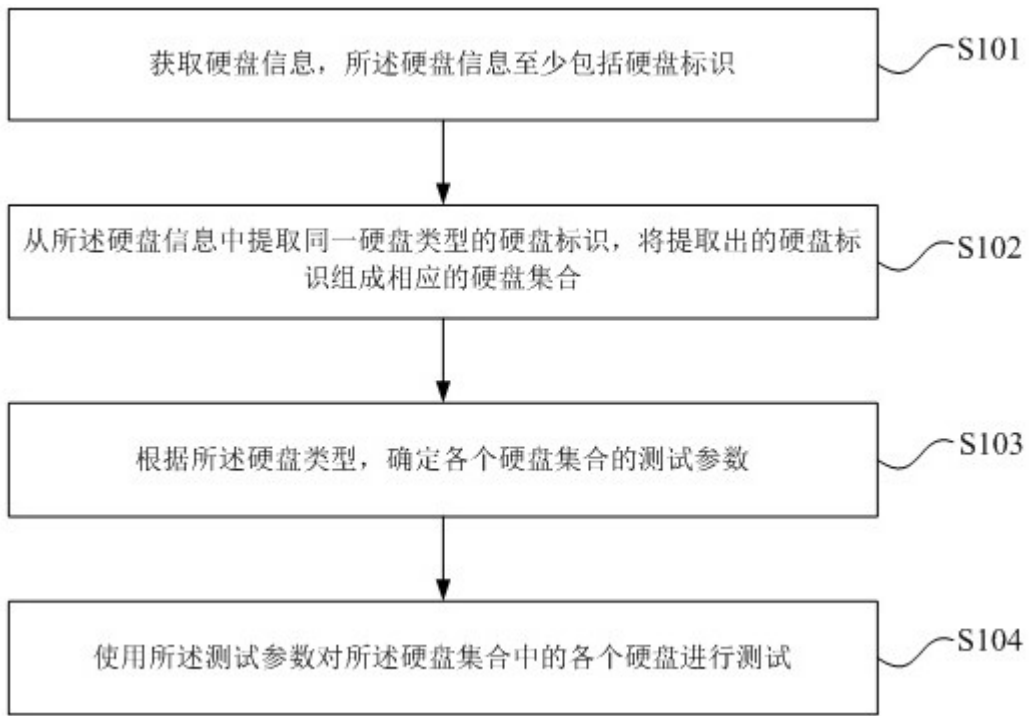 获取硬盘信息，所述硬盘信息至少包括硬盘标识
S101
从所述硬盘信息中提取同一硬盘类型的硬盘标识，将提取出的硬盘标
识组成相应的硬盘集合
S102
根据所述硬盘类型，确定各个硬盘集合的测试参数
S103
使用所述测试参数对所述硬盘集合中的各个硬盘进行测试
S104